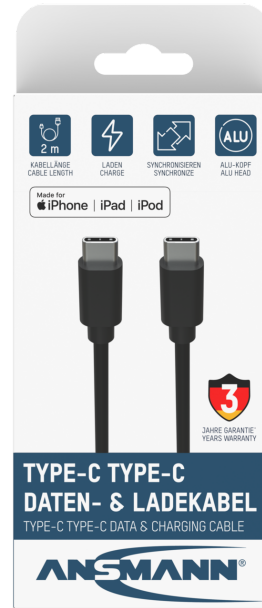 2 m
KABELLÄNGE
CABLE LENGTH
LADEN
CHARGE
SYNCHRONISIEREN
SYNCHRONIZE
ALU
ALU-KOPF
ALU HEAD
Made for
iPhone | iPad | iPod
3
JAHRE GARANTIE*
YEARS WARRANTY
TYPE-C TYPE-C
DATEN- & LADEKABEL
TYPE-C TYPE-C DATA & CHARGING CABLE
ANSMANN®